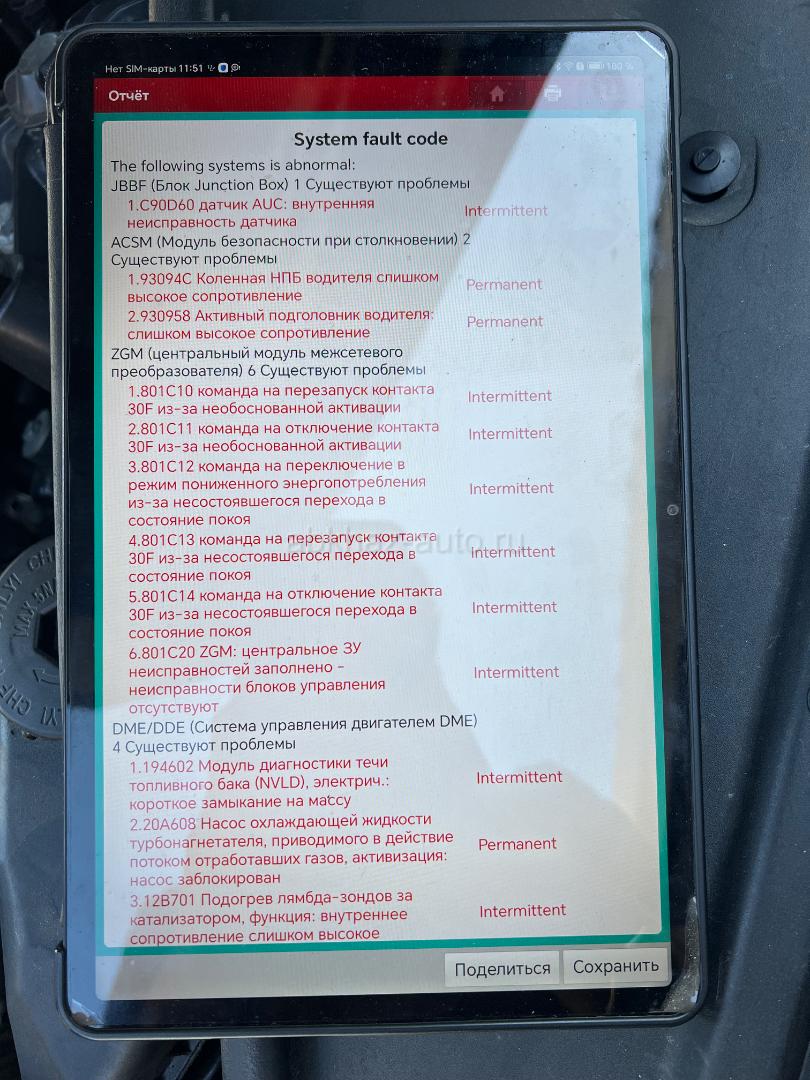 Нет SIM-карты 11:51
100 %
Отчёт
System fault code
The following systems is abnormal:
JBBF (Блок Junction Box) 1 Существуют проблемы
1.C90D60 датчик AUC: внутренняя
неисправность датчика
Intermittent
ACSM (Модуль безопасности при столкновении) 2
Существуют проблемы
1.93094C Коленная НПБ водителя слишком
высокое сопротивление
Permanent
2.930958 Активный подголовник водителя:
слишком высокое сопротивление
Permanent
ZGM (центральный модуль межсетевого
преобразователя) 6 Существуют проблемы
1.801C10 команда на перезапуск контакта
30F из-за необоснованной активации
Intermittent
2.801C11 команда на отключение контакта
30F из-за необоснованной активации
Intermittent
3.801C12 команда на переключение в
режим пониженного энергопотребления
из-за несостоявшегося перехода в
состояние покоя
Intermittent
4.801C13 команда на перезапуск контакта
30F из-за несостоявшегося перехода в
состояние покоя
Intermittent
abkhaz-auto.ru
5.801C14 команда на отключение контакта
30F из-за несостоявшегося перехода в
состояние покоя
Intermittent
6.801C20 ZGM: центральное ЗУ
неисправностей заполнено -
неисправности блоков управления
отсутствуют
Intermittent
DME/DDE (Система управления двигателем DME)
4 Существуют проблемы
1.194602 Модуль диагностики течи
топливного бака (NVLD), электрич.:
короткое замыкание на массу
Intermittent
2.20A608 Насос охлаждающей жидкости
турбонагнетателя, приводимого в действие
потоком отработавших газов, активизация:
насос заблокирован
Permanent
3.12B701 Подогрев лямбда-зондов за
катализатором, функция: внутреннее
сопротивление слишком высокое
Intermittent
Поделиться
Сохранить